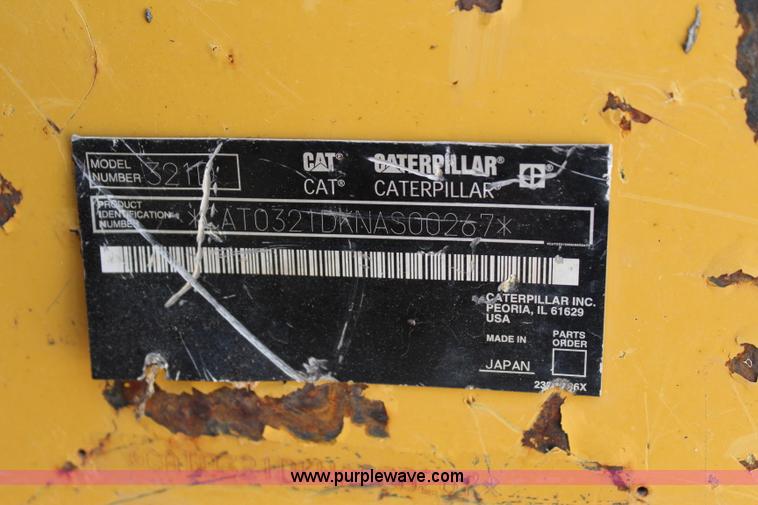 MODEL NUMBER 321D
CAT® CATERPILLAR®
CAT® CATERPILLAR
PRODUCT IDENTIFICATION NUMBER *CAT0321DKNAS00267*
CATERPILLAR INC.
PEORIA, IL 61629
USA
MADE IN JAPAN
PARTS ORDER
www.purplewave.com